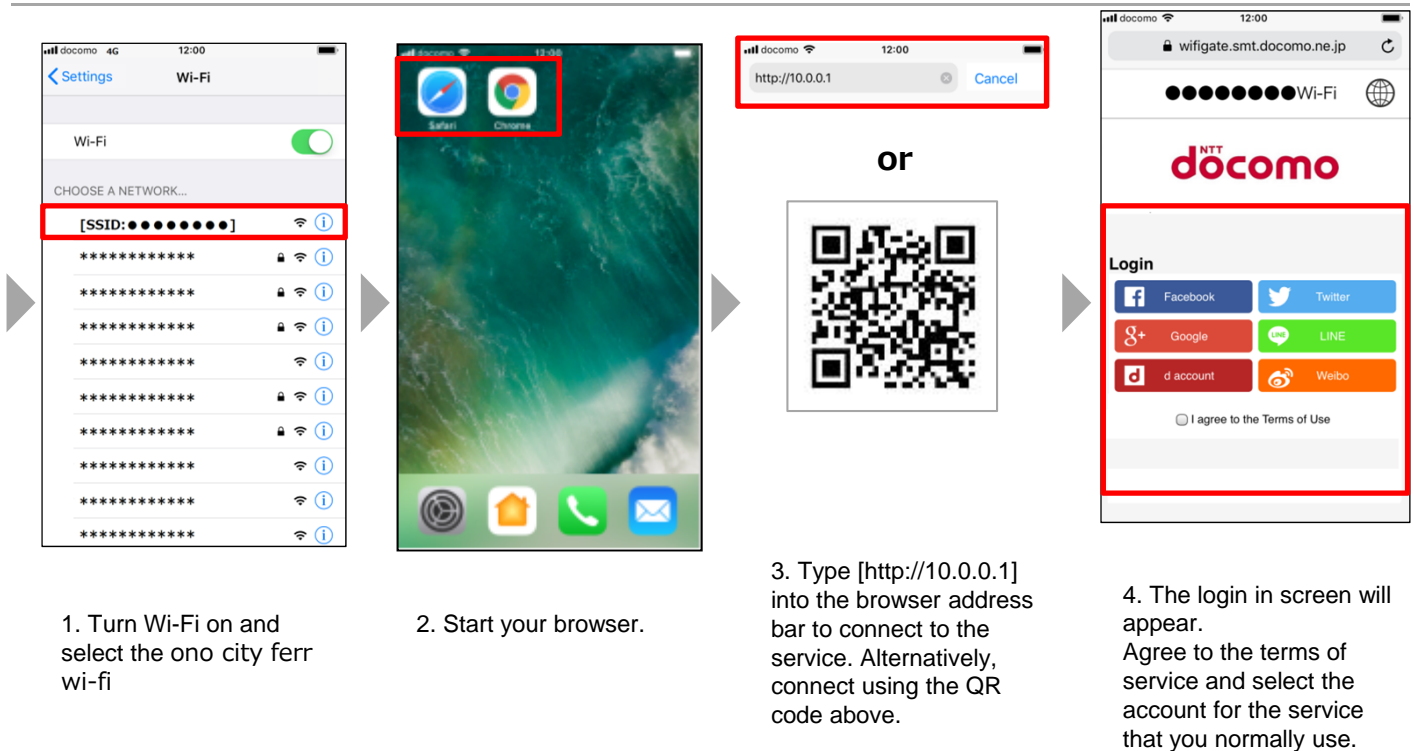 docomo 4G 12:00
Settings Wi-Fi
Wi-Fi
CHOOSE A NETWORK...
[SSID:●●●●●●●●]
************
************
************
************
************
************
************
************
************
1. Turn Wi-Fi on and
select the ono city ferr
wi-fi
docomo 12:00
Safari Chrome
2. Start your browser.
docomo 12:00
http://10.0.0.1 Cancel
or
3. Type [http://10.0.0.1]
into the browser address
bar to connect to the
service. Alternatively,
connect using the QR
code above.
docomo 12:00
wifigate.smt.docomo.ne.jp
●●●●●●●●Wi-Fi
NTT
döcomo
Login
Facebook Twitter
g+ Google LINE LINE
d d account Weibo
I agree to the Terms of Use
4. The login in screen will
appear.
Agree to the terms of
service and select the
account for the service
that you normally use.